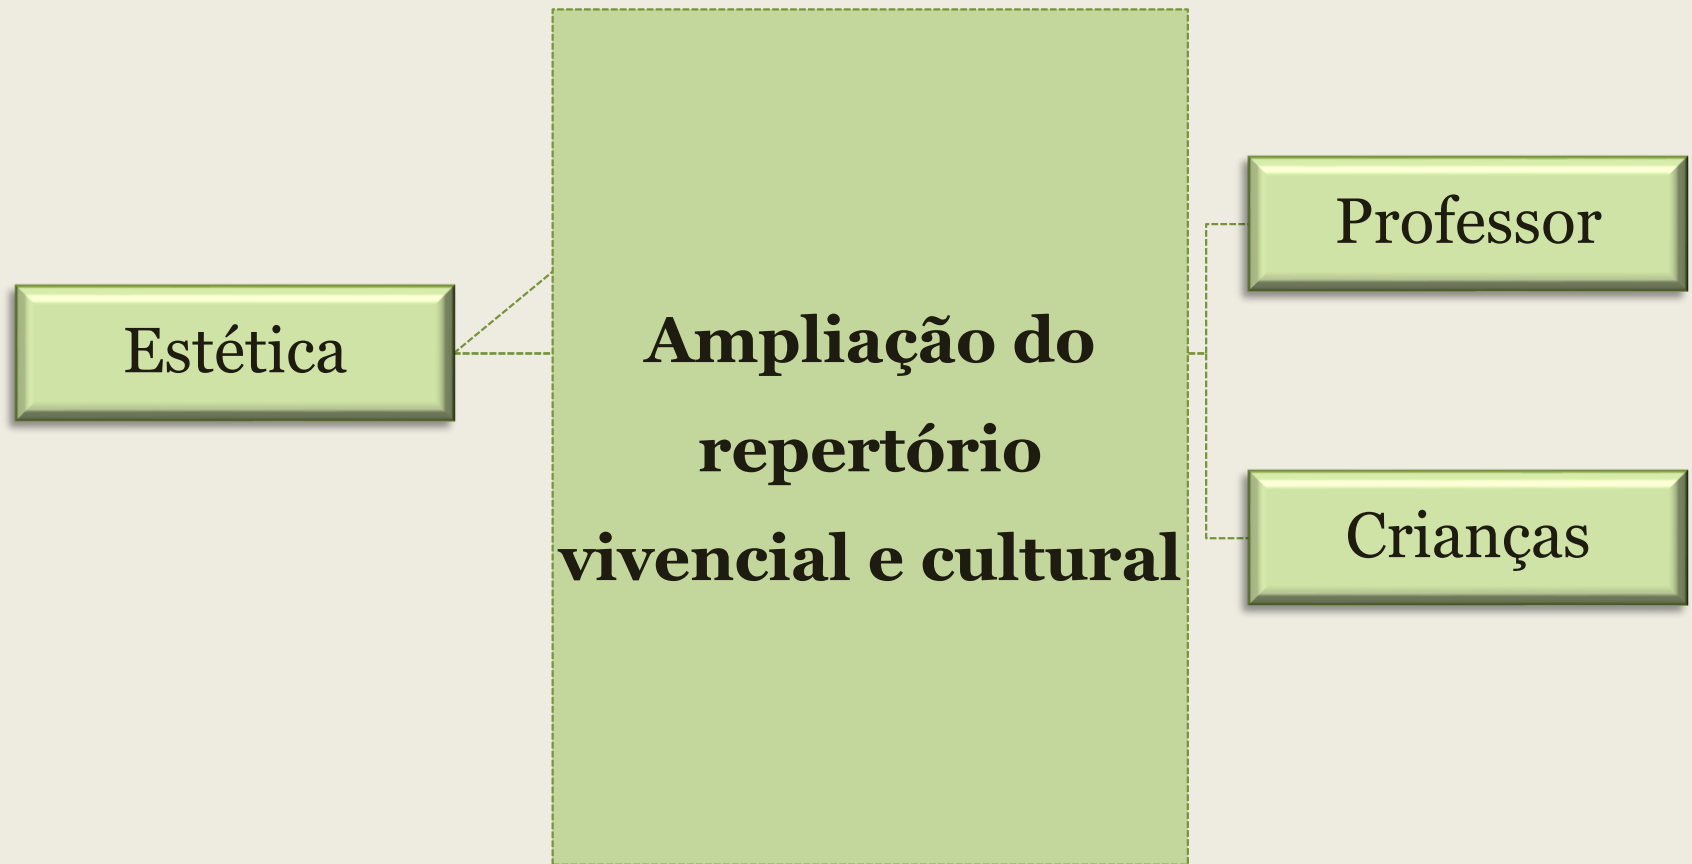 Estética
Ampliação do
repertório
vivencial e cultural
Professor
Crianças